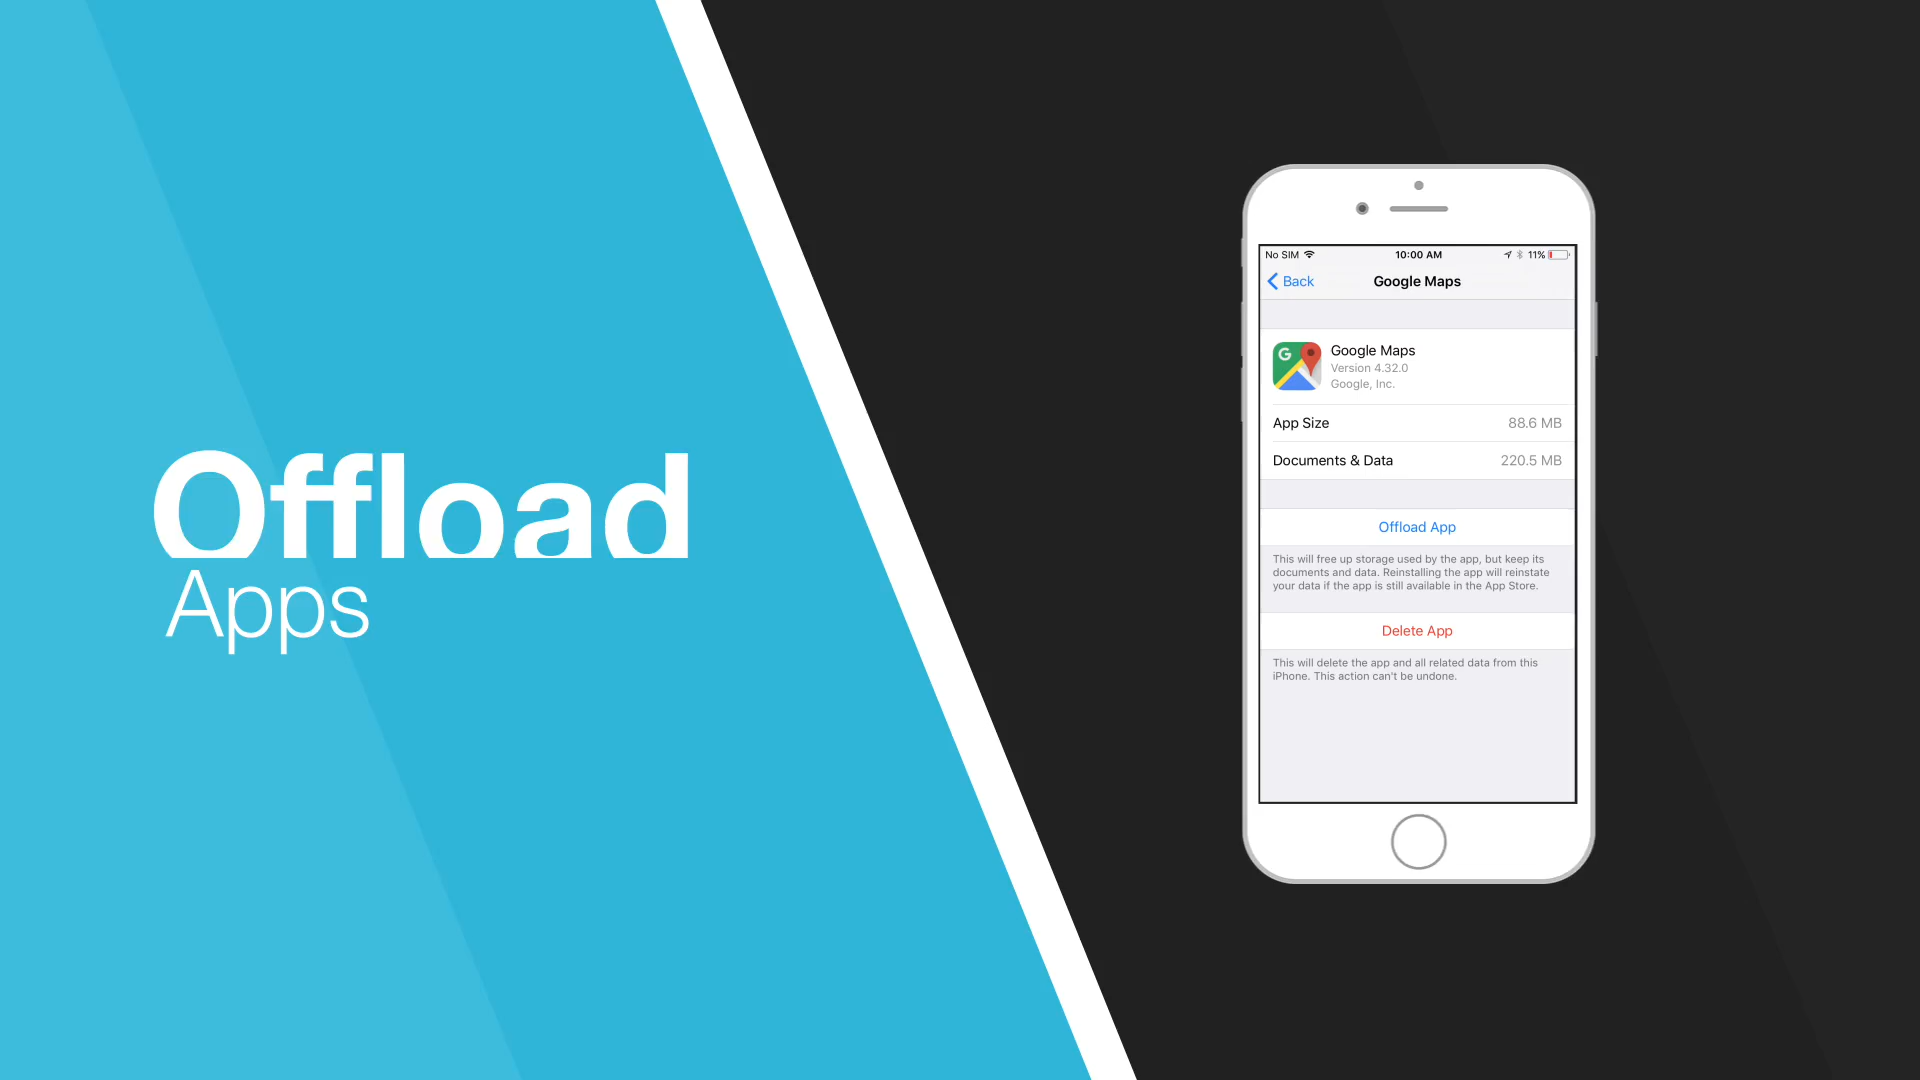 Offload
Apps
No SIM 10:00 AM 11%
Back Google Maps
G
Google Maps
Version 4.32.0
Google, Inc.
App Size 88.6 MB
Documents & Data 220.5 MB
Offload App
This will free up storage used by the app, but keep its
documents and data. Reinstalling the app will reinstate
your data if the app is still available in the App Store.
Delete App
This will delete the app and all related data from this
iPhone. This action can't be undone.